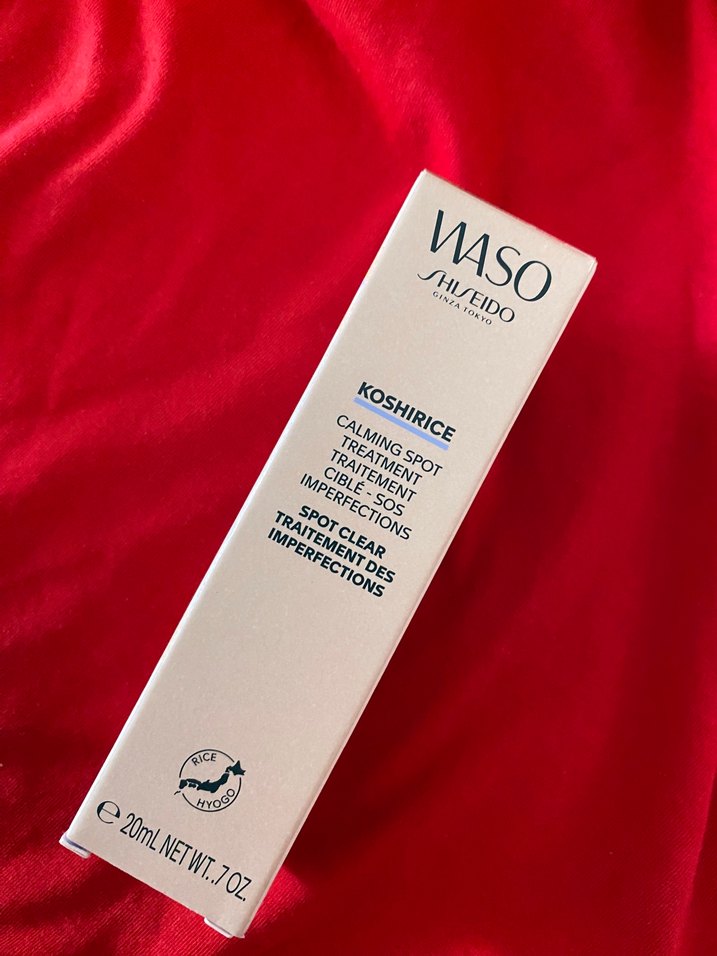 WASO
SHISEIDO
GINZA TOKYO
KOSHIRICE
CALMING SPOT
TREATMENT
TRAITEMENT
CIBLÉ - SOS
IMPERFECTIONS
SPOT CLEAR
TRAITEMENT DES
IMPERFECTIONS
RICE
HYOGO
℮ 20mL NET WT. .7 OZ.